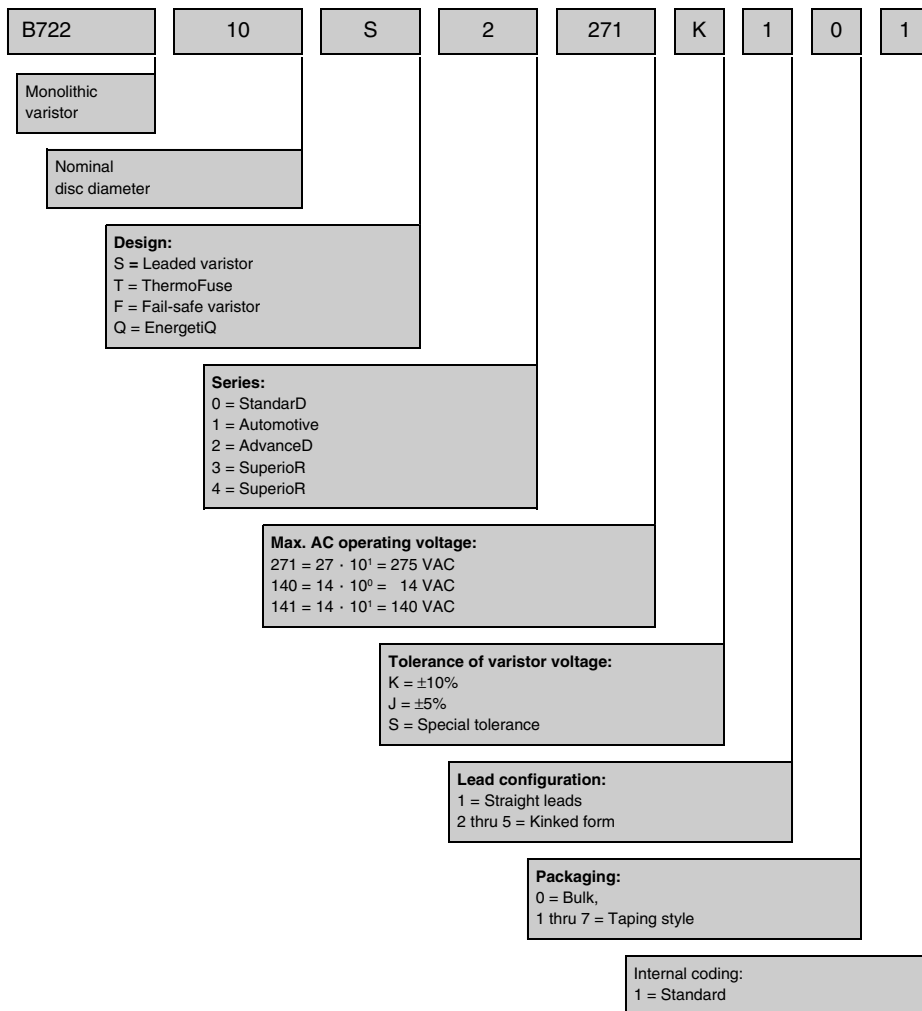 B722 10 S 2 271 K 1 0 1
Monolithic
varistor
Nominal
disc diameter
Design:
S = Leaded varistor
T = ThermoFuse
F = Fail-safe varistor
Q = EnergetiQ
Series:
0 = StandarD
1 = Automotive
2 = AdvanceD
3 = SuperioR
4 = SuperioR
Max. AC operating voltage:
271 = 27 · 10¹ = 275 VAC
140 = 14 · 10⁰ = 14 VAC
141 = 14 · 10¹ = 140 VAC
Tolerance of varistor voltage:
K = ±10%
J = ±5%
S = Special tolerance
Lead configuration:
1 = Straight leads
2 thru 5 = Kinked form
Packaging:
0 = Bulk,
1 thru 7 = Taping style
Internal coding:
1 = Standard